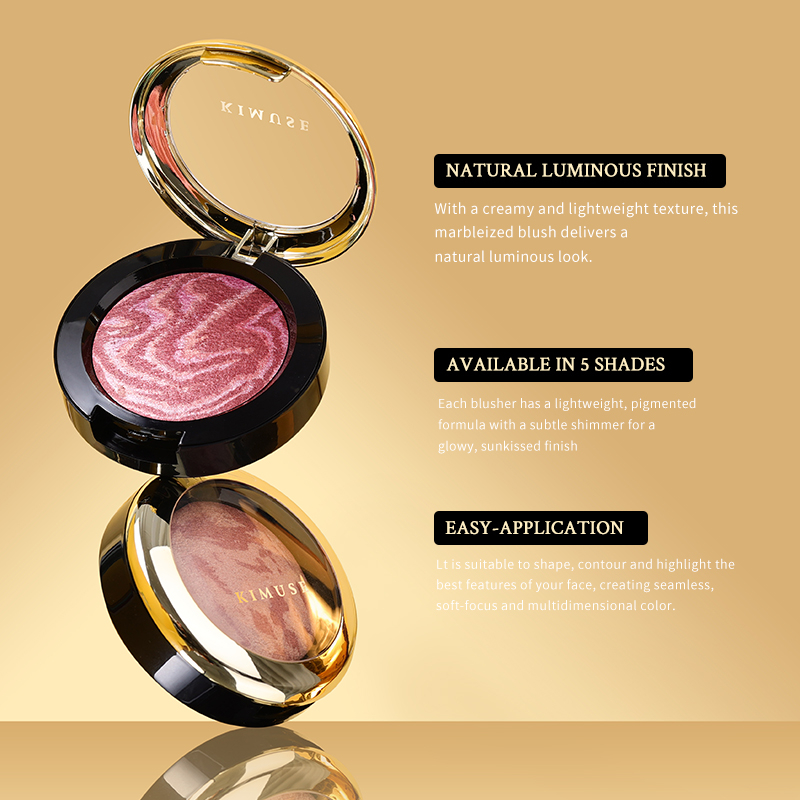 KIMUSE
NATURAL LUMINOUS FINISH
With a creamy and lightweight texture, this
marbleized blush delivers a
natural luminous look.
AVAILABLE IN 5 SHADES
Each blusher has a lightweight, pigmented
formula with a subtle shimmer for a
glowy, sunkissed finish
EASY-APPLICATION
Lt is suitable to shape, contour and highlight the
best features of your face, creating seamless,
soft-focus and multidimensional color.
KIMUSE